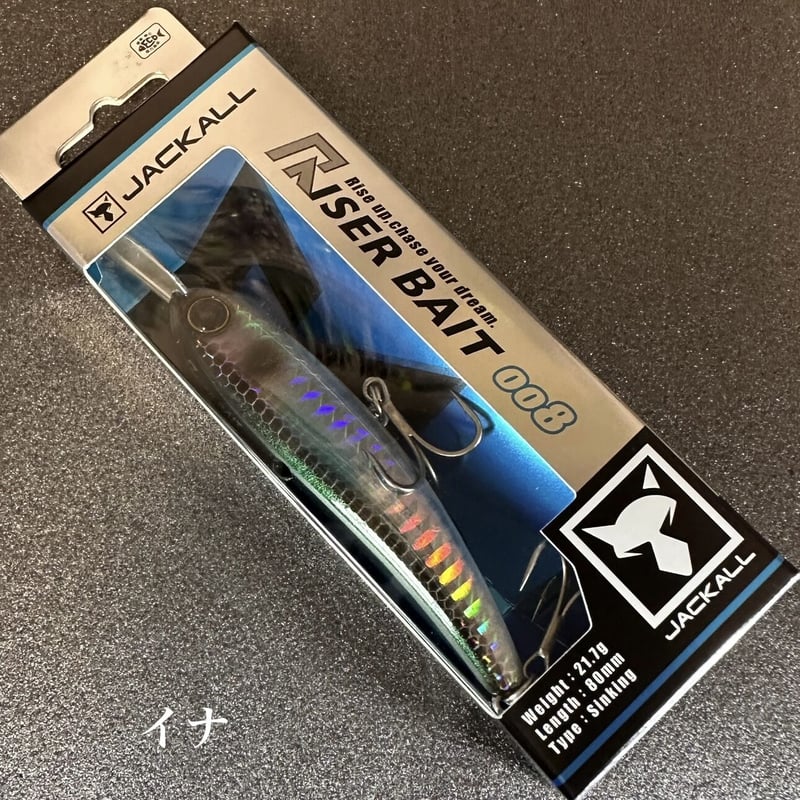 JACKALL
Rise up, chase your dream.
RISER BAIT 008
JACKALL
Weight : 21.7g
Length : 80mm
Type : Sinking
イナ